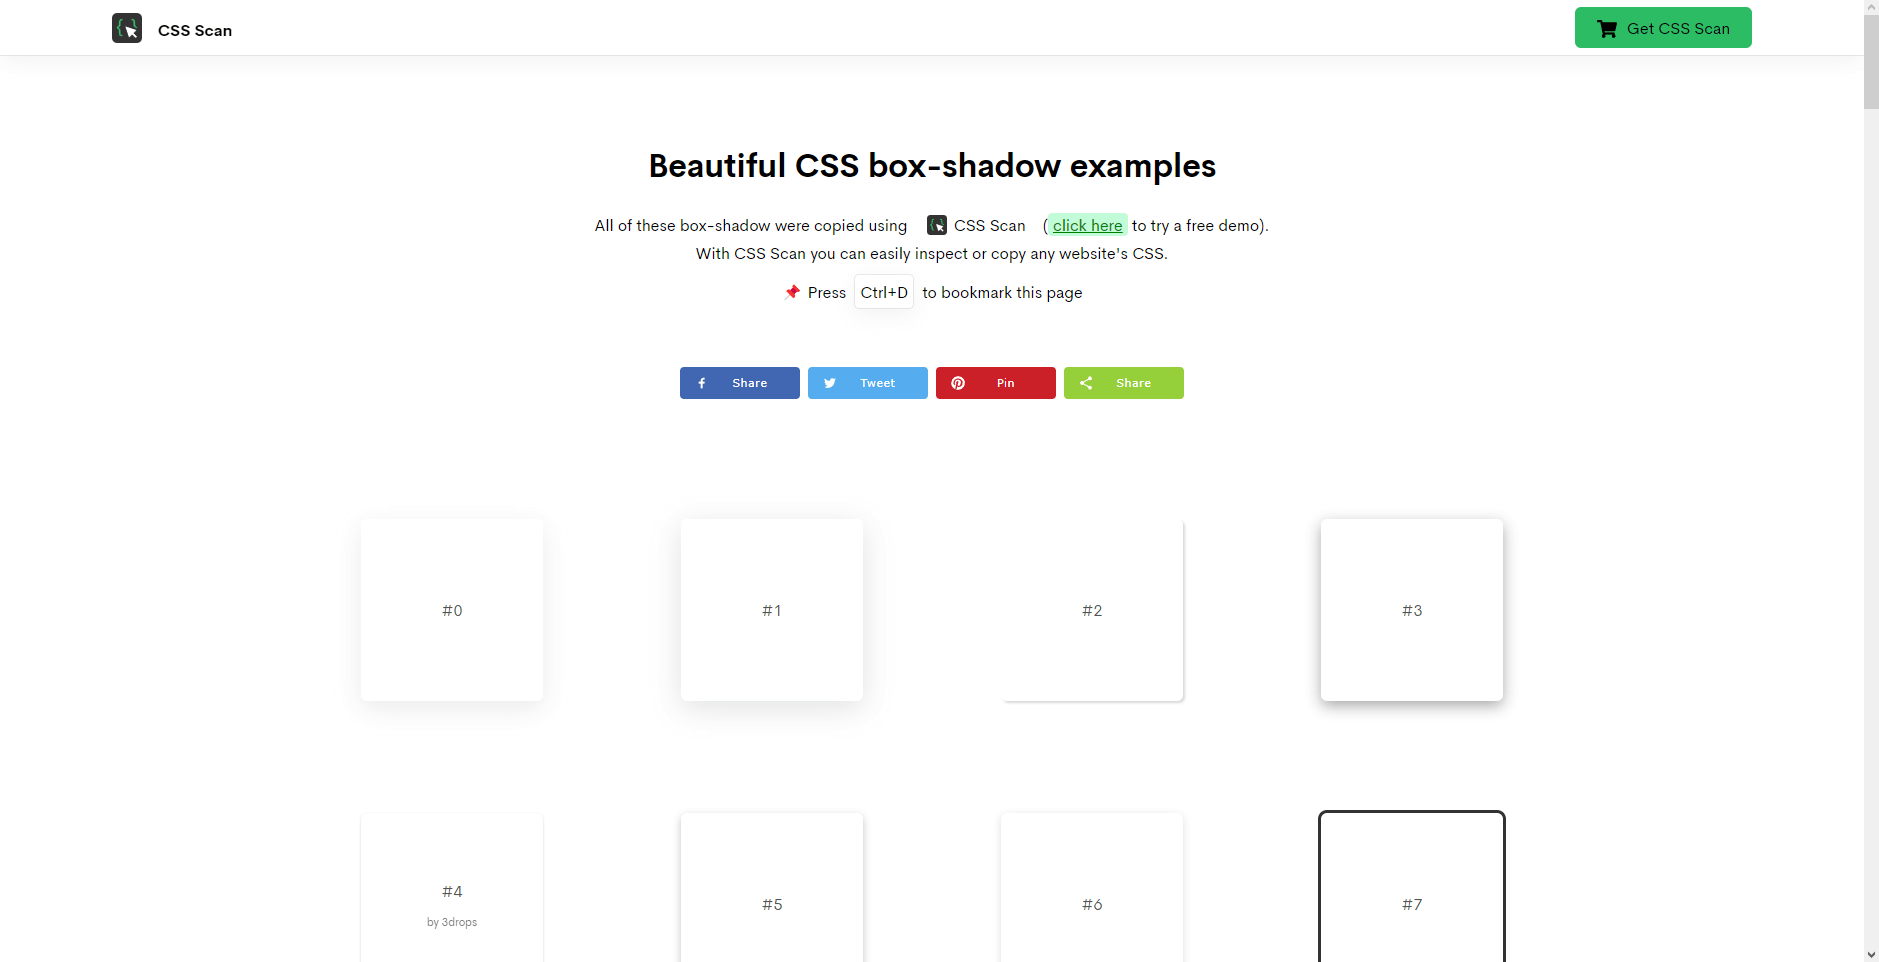 CSS Scan
Get CSS Scan
Beautiful CSS box-shadow examples
All of these box-shadow were copied using CSS Scan (click here to try a free demo).
With CSS Scan you can easily inspect or copy any website's CSS.
Press Ctrl+D to bookmark this page
Share Tweet Pin Share
#0 #1 #2 #3
#4 #5 #6 #7
by 3drops